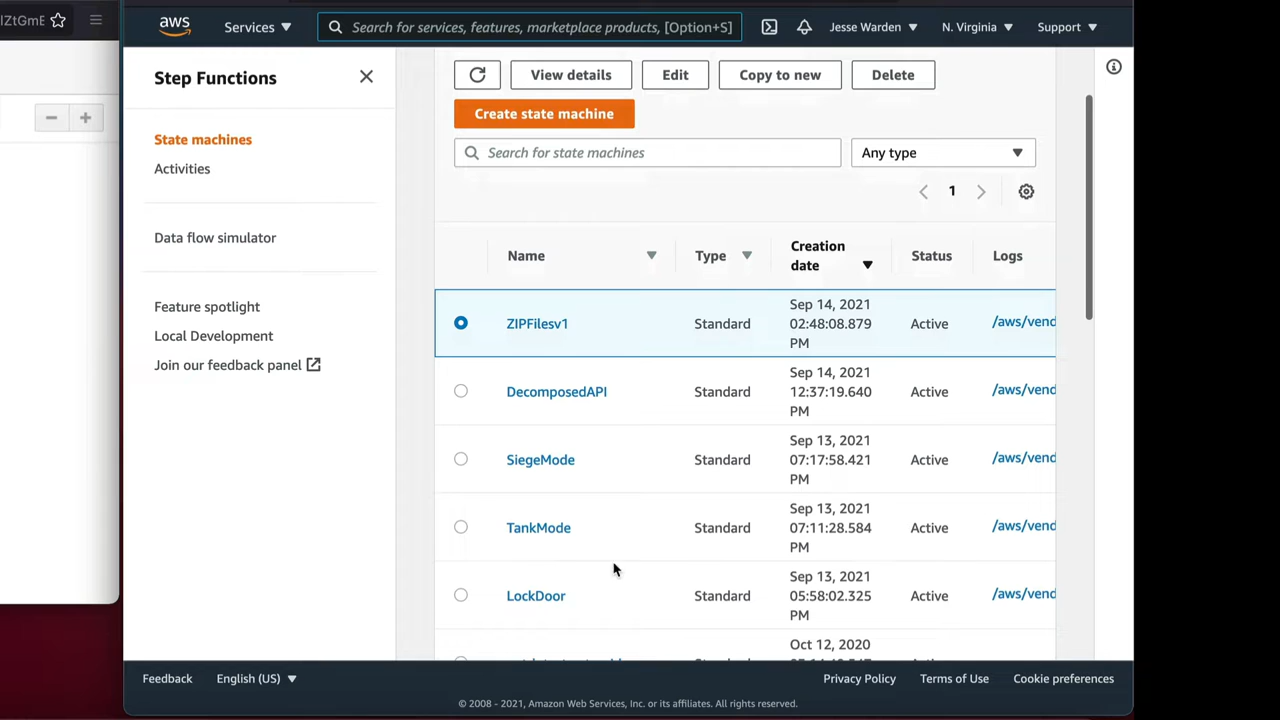 IZtGmE
aws
Services
Search for services, features, marketplace products, [Option+S]
Jesse Warden
N. Virginia
Support
Step Functions
State machines
Activities
Data flow simulator
Feature spotlight
Local Development
Join our feedback panel
View details
Edit
Copy to new
Delete
Create state machine
Search for state machines
Any type
1
Name
Type
Creation
date
Status
Logs
ZIPFilesv1
Standard
Sep 14, 2021
02:48:08.879
PM
Active
/aws/vend
DecomposedAPI
Standard
Sep 14, 2021
12:37:19.640
PM
Active
/aws/vend
SiegeMode
Standard
Sep 13, 2021
07:17:58.421
PM
Active
/aws/vend
TankMode
Standard
Sep 13, 2021
07:11:28.584
PM
Active
/aws/vend
LockDoor
Standard
Sep 13, 2021
05:58:02.325
PM
Active
/aws/vend
Oct 12, 2020
Feedback
English (US)
Privacy Policy
Terms of Use
Cookie preferences
© 2008 - 2021, Amazon Web Services, Inc. or its affiliates. All rights reserved.